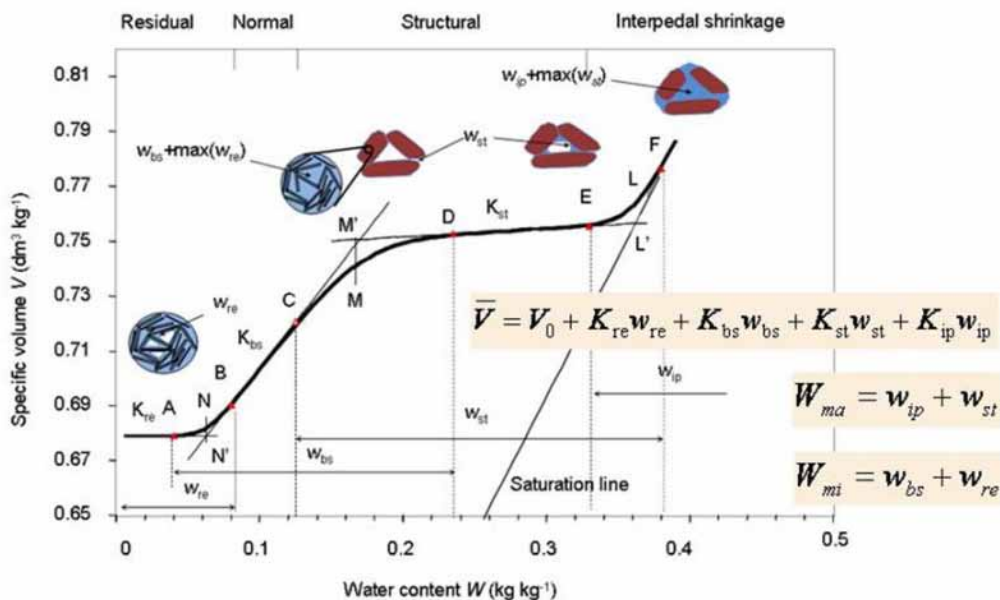 Residual Normal Structural Interpedal shrinkage
0.81
0.79
0.77
0.75
0.73
0.71
0.69
0.67
0.65
Specific volume V (dm³ kg⁻¹)
w_ip+max(w_st)
w_bs+max(w_re)
w_st
F
L
E
K_st
D
M'
L'
M
C
w_re
K_bs
V̅ = V₀ + K_re w_re + K_bs w_bs + K_st w_st + K_ip w_ip
B
w_ip
K_re A N
W_ma = w_ip + w_st
w_st
N'
w_bs
W_mi = w_bs + w_re
w_re
Saturation line
0 0.1 0.2 0.3 0.4 0.5
Water content W (kg kg⁻¹)